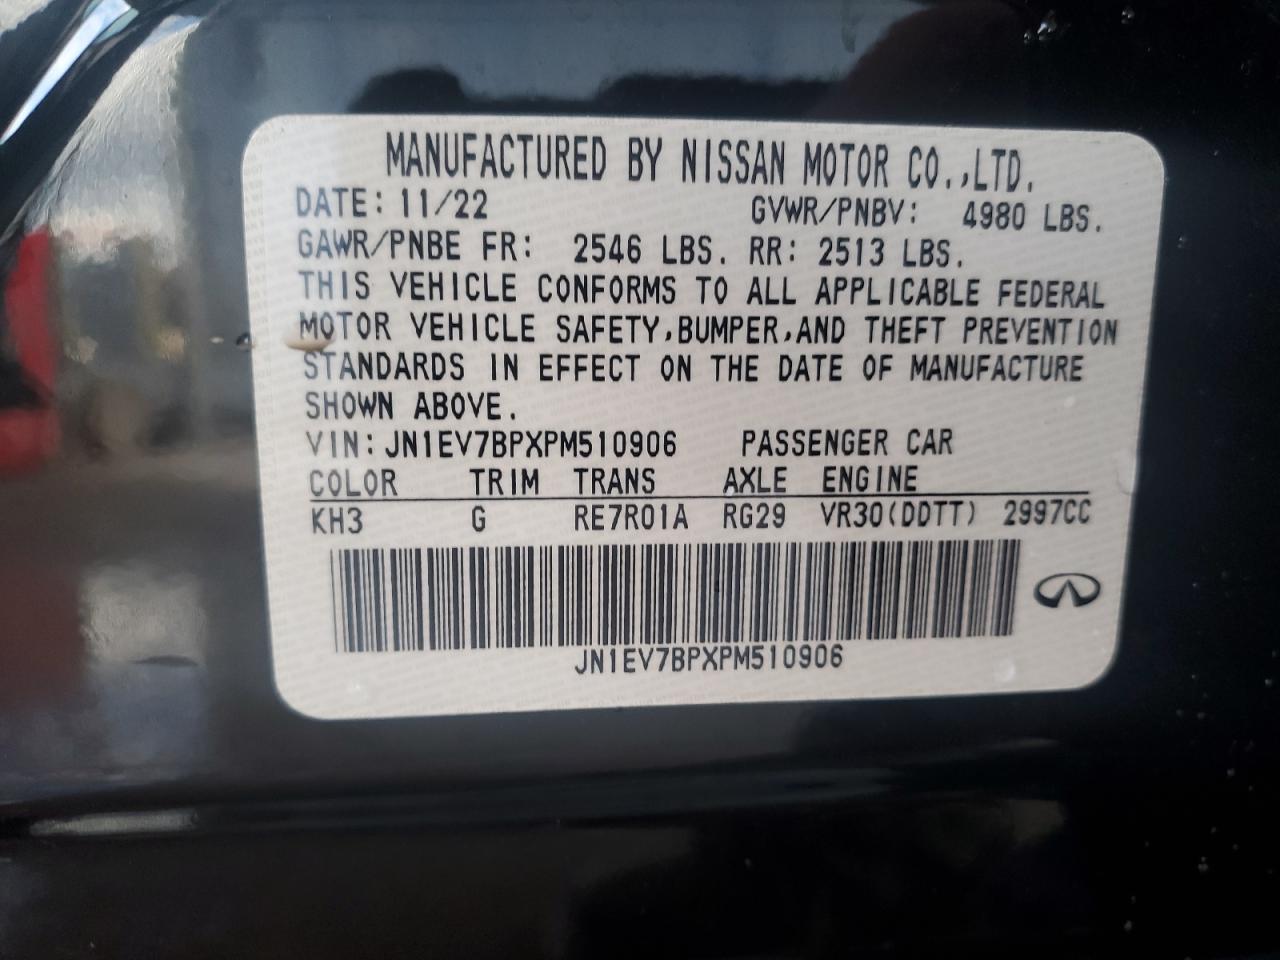 MANUFACTURED BY NISSAN MOTOR CO.,LTD.
DATE: 11/22 GVWR/PNBV: 4980 LBS.
GAWR/PNBE FR: 2546 LBS. RR: 2513 LBS.
THIS VEHICLE CONFORMS TO ALL APPLICABLE FEDERAL
MOTOR VEHICLE SAFETY,BUMPER,AND THEFT PREVENTION
STANDARDS IN EFFECT ON THE DATE OF MANUFACTURE
SHOWN ABOVE.
VIN:JN1EV7BPXPM510906 PASSENGER CAR
COLOR TRIM TRANS AXLE ENGINE
KH3 G RE7R01A RG29 VR30(DDTT) 2997CC
JN1EV7BPXPM510906